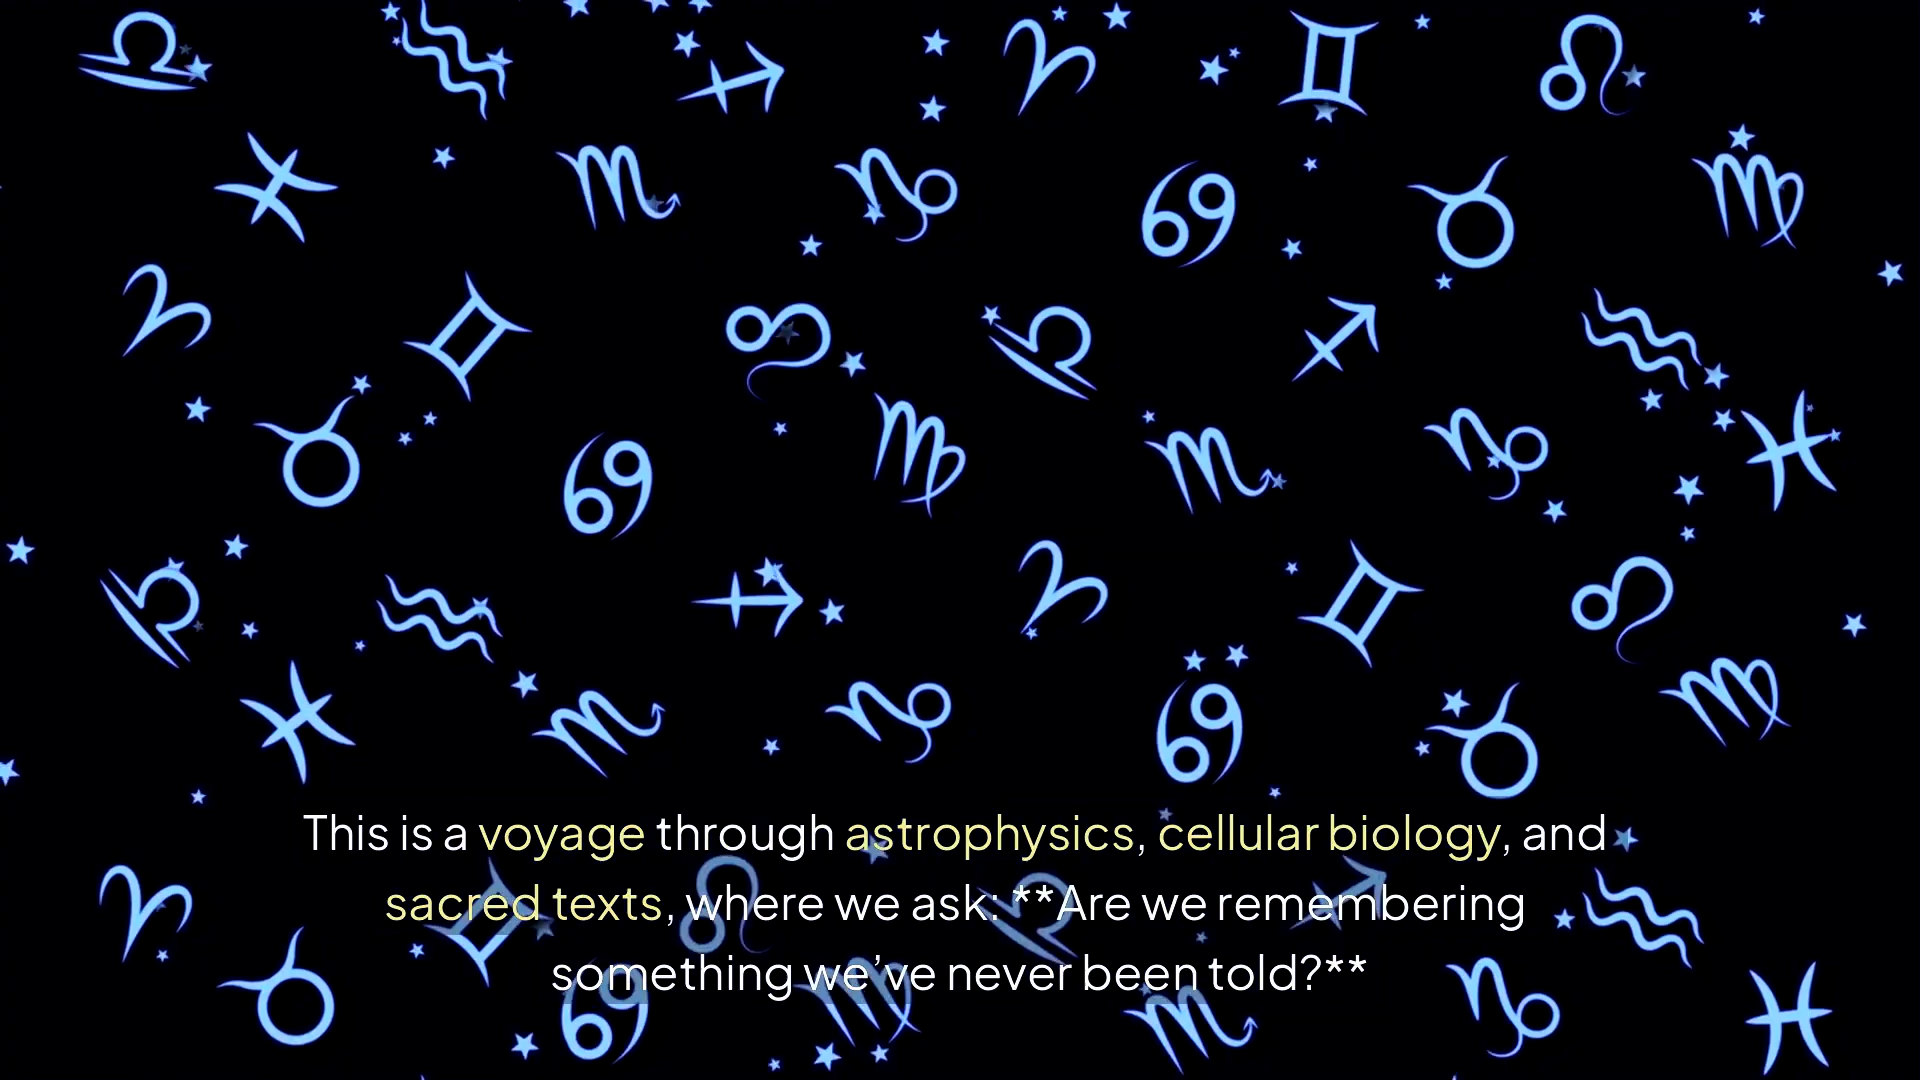 This is a voyage through astrophysics, cellular biology, and
sacred texts, where we ask: **Are we remembering
something we’ve never been told?**